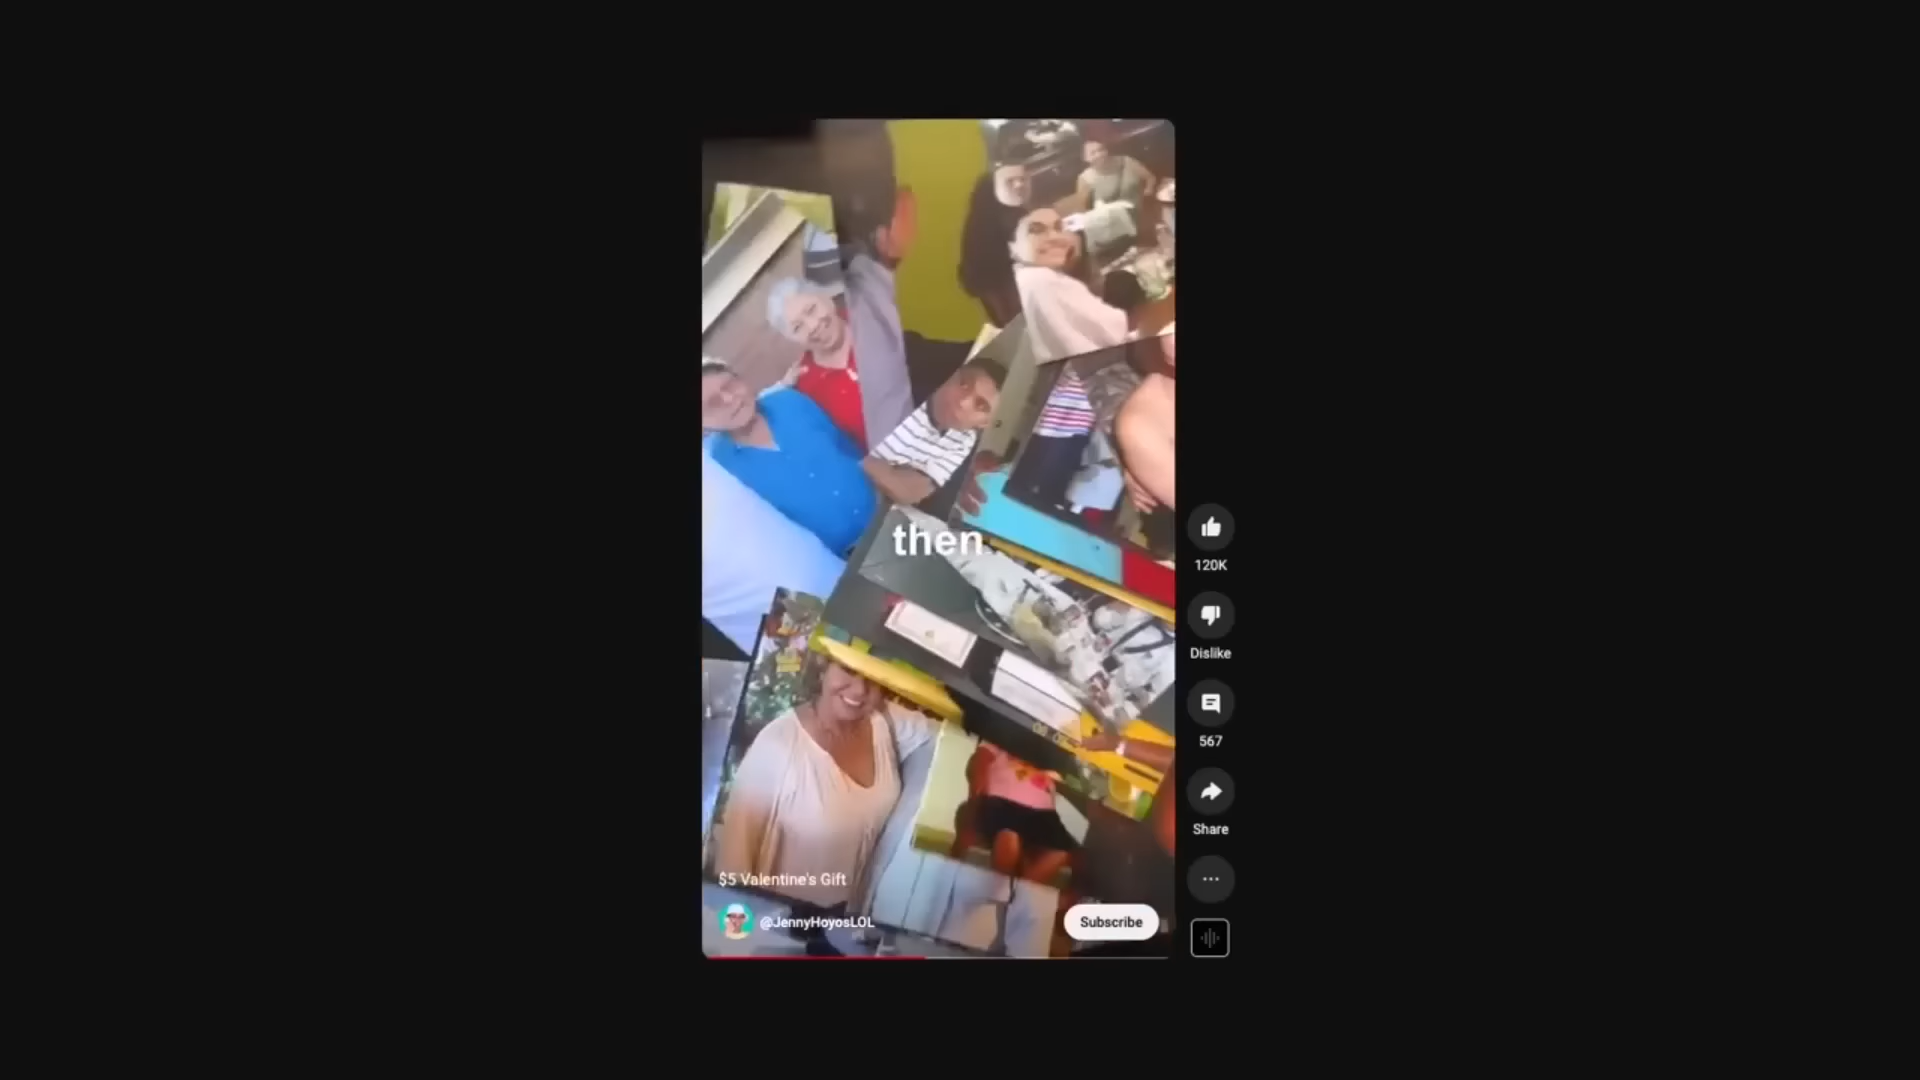 then
120K
Dislike
567
Share
$5 Valentine's Gift
@JennyHoyosLOL
Subscribe